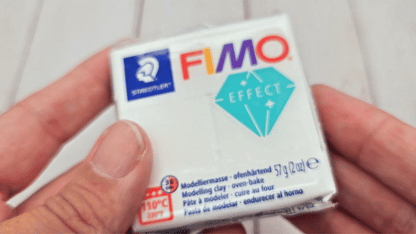 STAEDTLER
FIMO
EFFECT
57 g (2 oz) ℮
Modelliermasse - ofenhärtend
Modelling clay - oven-bake
Pâte à modeler - cuire au four
Pasta de modelar - endurecer al horno
30
110°C
230°F